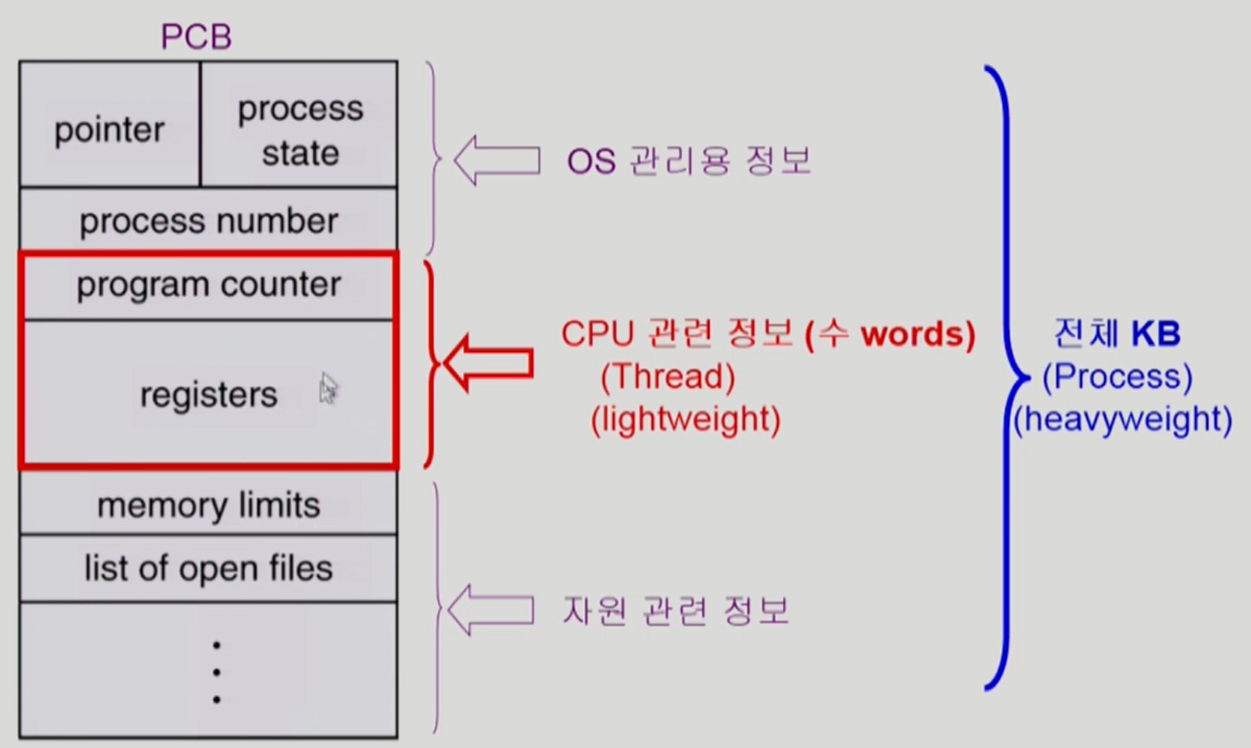 PCB
pointer
process
state
process number
program counter
registers
memory limits
list of open files
OS 관리용 정보
CPU 관련 정보 (수 words)
(Thread)
(lightweight)
자원 관련 정보
전체 KB
(Process)
(heavyweight)